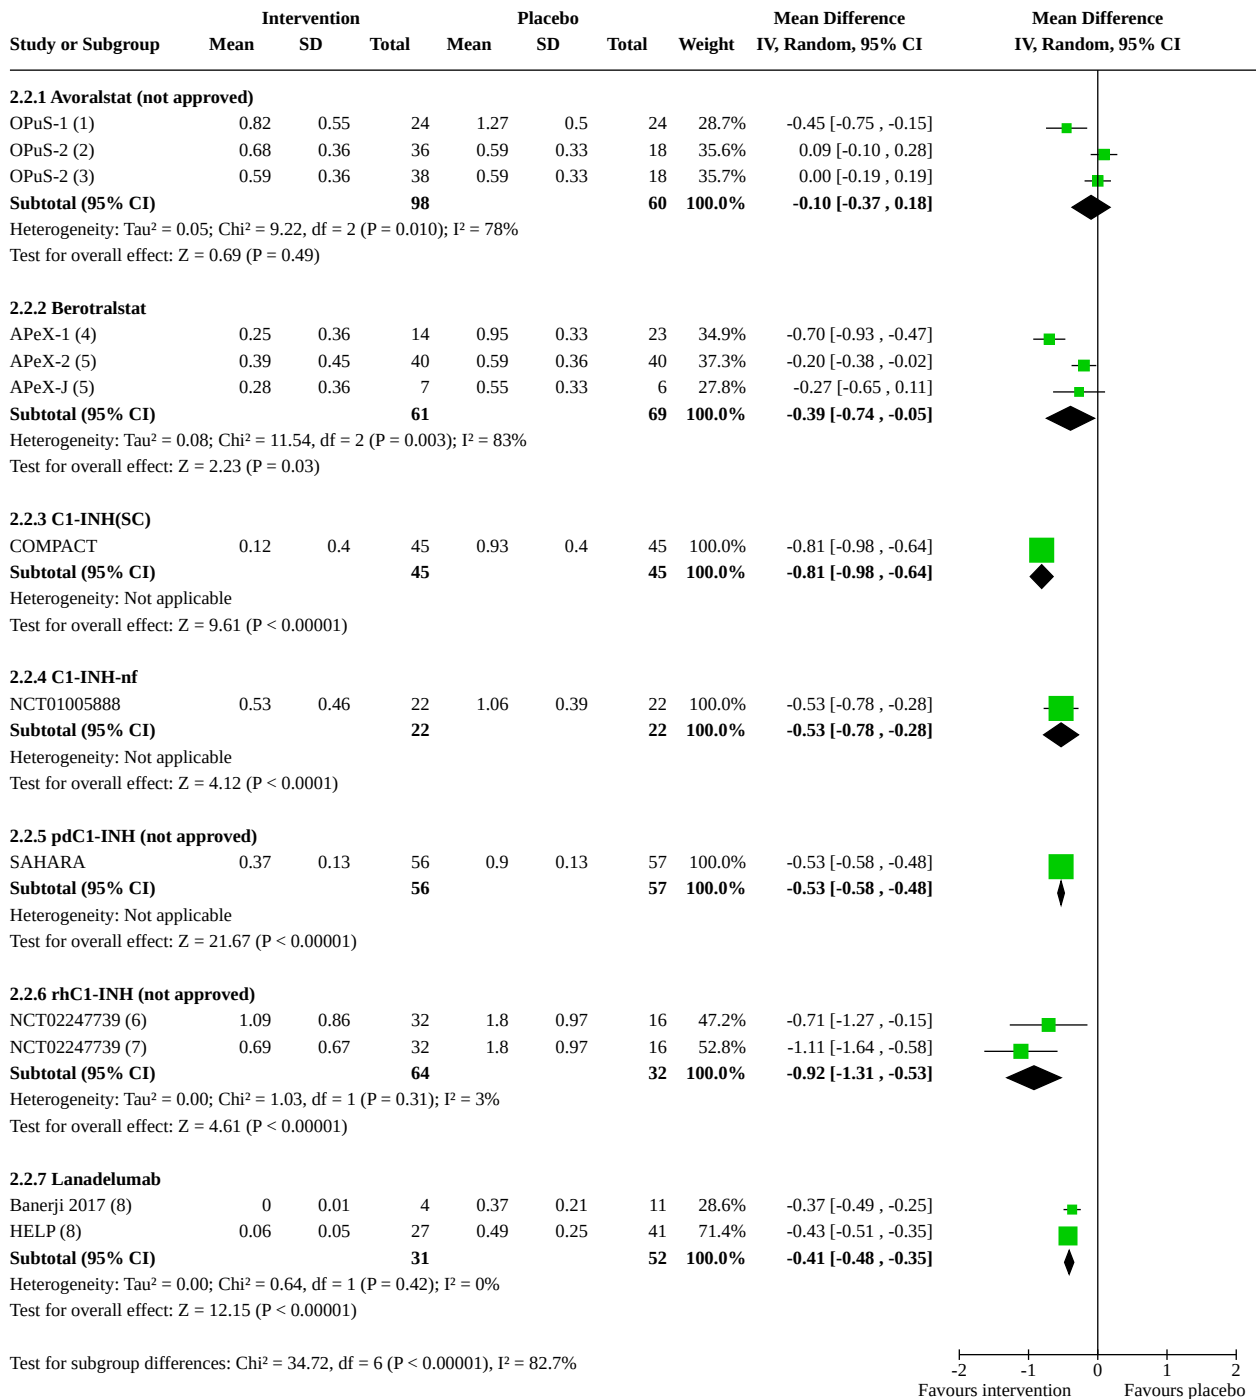 Intervention Placebo Mean Difference Mean Difference
Study or Subgroup Mean SD Total Mean SD Total Weight IV, Random, 95% CI IV, Random, 95% CI
2.2.1 Avoralstat (not approved)
OPuS-1 (1) 0.82 0.55 24 1.27 0.5 24 28.7% -0.45 [-0.75 , -0.15]
OPuS-2 (2) 0.68 0.36 36 0.59 0.33 18 35.6% 0.09 [-0.10 , 0.28]
OPuS-2 (3) 0.59 0.36 38 0.59 0.33 18 35.7% 0.00 [-0.19 , 0.19]
Subtotal (95% CI) 98 60 100.0% -0.10 [-0.37 , 0.18]
Heterogeneity: Tau² = 0.05; Chi² = 9.22, df = 2 (P = 0.010); I² = 78%
Test for overall effect: Z = 0.69 (P = 0.49)
2.2.2 Berotralstat
APeX-1 (4) 0.25 0.36 14 0.95 0.33 23 34.9% -0.70 [-0.93 , -0.47]
APeX-2 (5) 0.39 0.45 40 0.59 0.36 40 37.3% -0.20 [-0.38 , -0.02]
APeX-J (5) 0.28 0.36 7 0.55 0.33 6 27.8% -0.27 [-0.65 , 0.11]
Subtotal (95% CI) 61 69 100.0% -0.39 [-0.74 , -0.05]
Heterogeneity: Tau² = 0.08; Chi² = 11.54, df = 2 (P = 0.003); I² = 83%
Test for overall effect: Z = 2.23 (P = 0.03)
2.2.3 C1-INH(SC)
COMPACT 0.12 0.4 45 0.93 0.4 45 100.0% -0.81 [-0.98 , -0.64]
Subtotal (95% CI) 45 45 100.0% -0.81 [-0.98 , -0.64]
Heterogeneity: Not applicable
Test for overall effect: Z = 9.61 (P < 0.00001)
2.2.4 C1-INH-nf
NCT01005888 0.53 0.46 22 1.06 0.39 22 100.0% -0.53 [-0.78 , -0.28]
Subtotal (95% CI) 22 22 100.0% -0.53 [-0.78 , -0.28]
Heterogeneity: Not applicable
Test for overall effect: Z = 4.12 (P < 0.0001)
2.2.5 pdC1-INH (not approved)
SAHARA 0.37 0.13 56 0.9 0.13 57 100.0% -0.53 [-0.58 , -0.48]
Subtotal (95% CI) 56 57 100.0% -0.53 [-0.58 , -0.48]
Heterogeneity: Not applicable
Test for overall effect: Z = 21.67 (P < 0.00001)
2.2.6 rhC1-INH (not approved)
NCT02247739 (6) 1.09 0.86 32 1.8 0.97 16 47.2% -0.71 [-1.27 , -0.15]
NCT02247739 (7) 0.69 0.67 32 1.8 0.97 16 52.8% -1.11 [-1.64 , -0.58]
Subtotal (95% CI) 64 32 100.0% -0.92 [-1.31 , -0.53]
Heterogeneity: Tau² = 0.00; Chi² = 1.03, df = 1 (P = 0.31); I² = 3%
Test for overall effect: Z = 4.61 (P < 0.00001)
2.2.7 Lanadelumab
Banerji 2017 (8) 0 0.01 4 0.37 0.21 11 28.6% -0.37 [-0.49 , -0.25]
HELP (8) 0.06 0.05 27 0.49 0.25 41 71.4% -0.43 [-0.51 , -0.35]
Subtotal (95% CI) 31 52 100.0% -0.41 [-0.48 , -0.35]
Heterogeneity: Tau² = 0.00; Chi² = 0.64, df = 1 (P = 0.42); I² = 0%
Test for overall effect: Z = 12.15 (P < 0.00001)
Test for subgroup differences: Chi² = 34.72, df = 6 (P < 0.00001), I² = 82.7%
-2 -1 0 1 2
Favours intervention Favours placebo